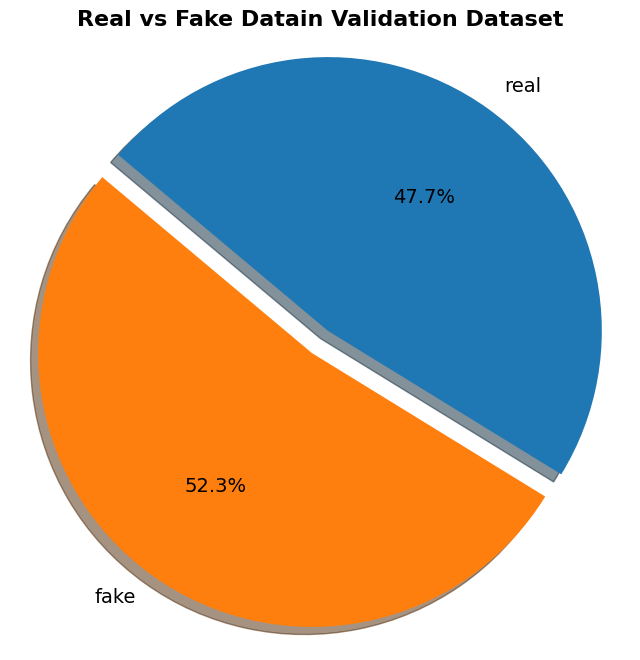 Real vs Fake Datain Validation Dataset
real
47.7%
52.3%
fake